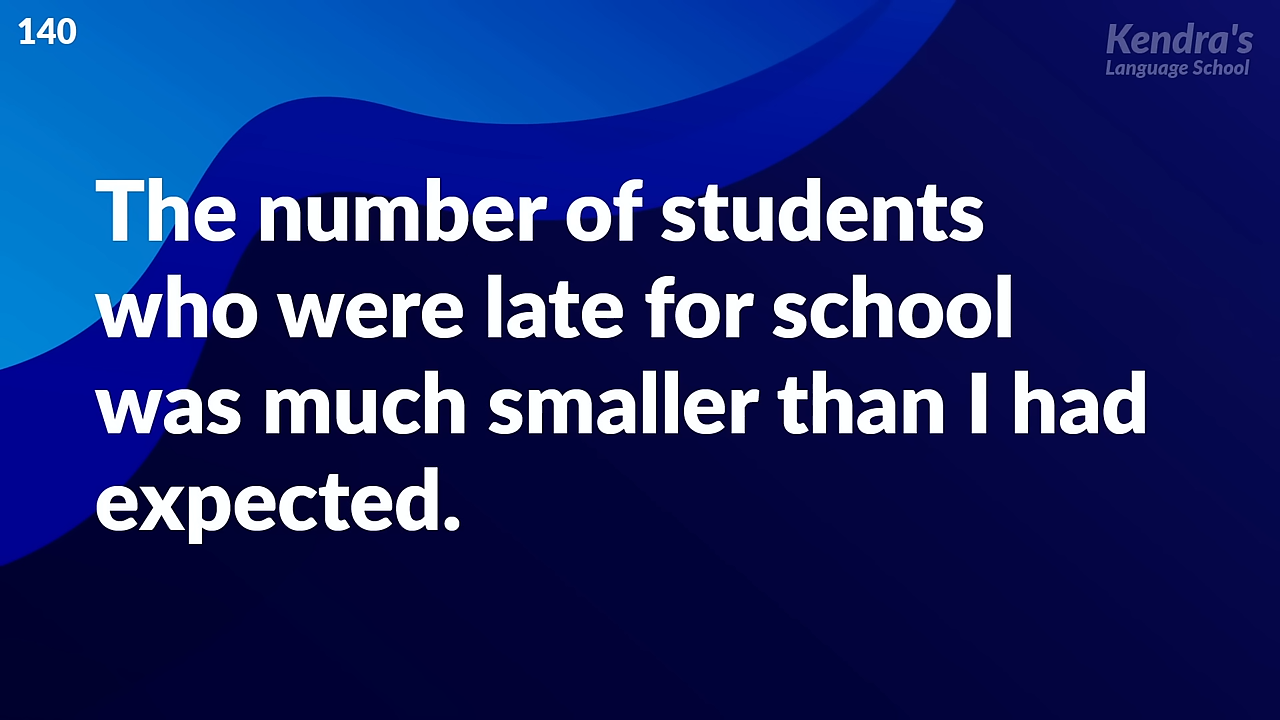 140
Kendra's
Language School
The number of students
who were late for school
was much smaller than I had
expected.